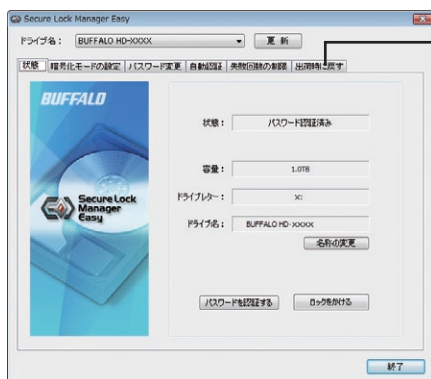 Secure Lock Manager Easy
ドライブ名： BUFFALO HD-XXXX 更新
状態 暗号化モードの設定 パスワード変更 自動認証 失敗回数の制限 出荷時に戻す
BUFFALO
状態： パスワード認証済み
容量： 1.0TB
ドライブレター： X:
Secure Lock
Manager
Easy
ドライブ名： BUFFALO HD-XXXX
名称の変更
パスワードを認証する ロックをかける
終了